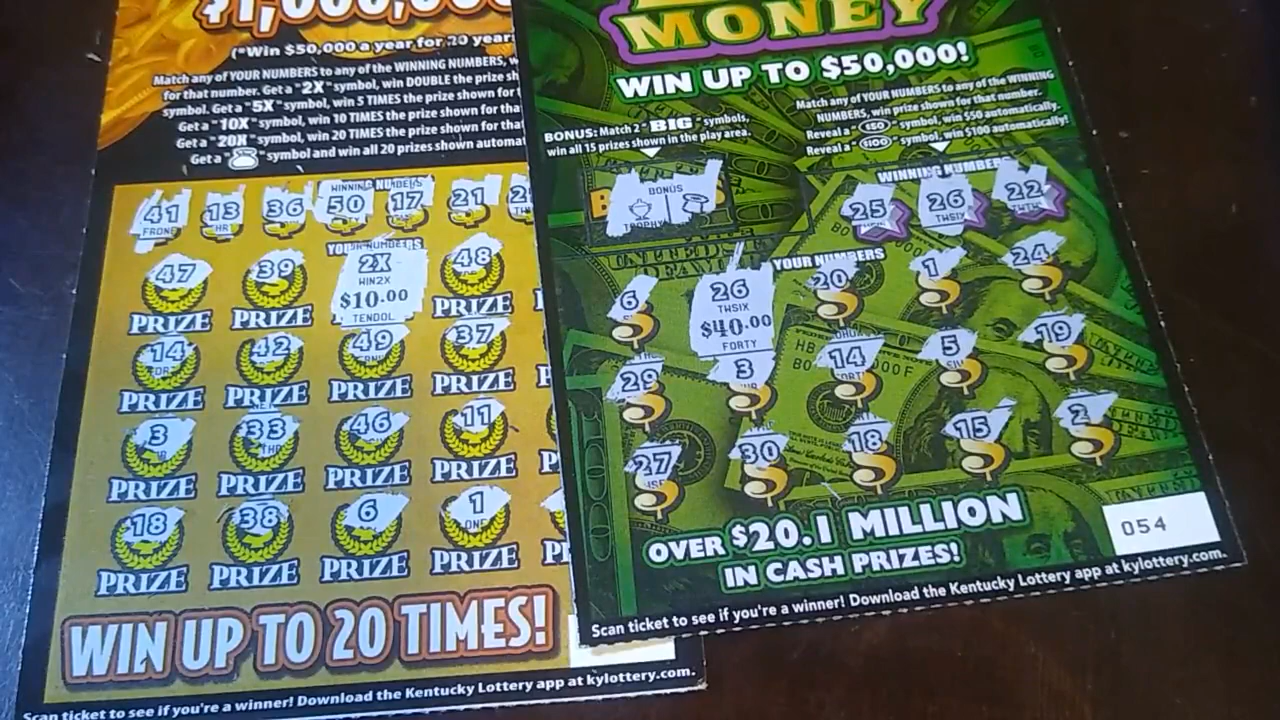 $1,000,00
(*Win $50,000 a year for 20 year
Match any of YOUR NUMBERS to any of the WINNING NUMBERS, w
for that number. Get a "2X" symbol, win DOUBLE the prize sh
symbol. Get a "5X" symbol, win 5 TIMES the prize shown for
Get a "10X" symbol, win 10 TIMES the prize shown for tha
Get a "20X" symbol, win 20 TIMES the prize shown for tha
Get a " " symbol and win all 20 prizes shown automa
WINNING NUMBERS
41 13 36 50 17 21 2
YOUR NUMBERS
47 39 2X 48
WIN2X
$10.00
TENDOL
PRIZE PRIZE PRIZE
14 42 49 37
PRIZE PRIZE PRIZE PRIZE
3 33 46 11
PRIZE PRIZE PRIZE PRIZE
18 38 6 1
ONE
PRIZE PRIZE PRIZE PRIZE
WIN UP TO 20 TIMES!
Scan ticket to see if you're a winner! Download the Kentucky Lottery app at kylottery.com.
MONEY
WIN UP TO $50,000!
BONUS: Match 2 "BIG" symbols,
win all 15 prizes shown in the play area.
Match any of YOUR NUMBERS to any of the WINNING
NUMBERS, win prize shown for that number.
Reveal a "$50" symbol, win $50 automatically.
Reveal a "$100" symbol, win $100 automatically!
BONUS
TROPHY
WINNING NUMBERS
25 26 22
TWSIX TWTW
YOUR NUMBERS
6 26 20 1 24
TWSIX
$40.00
FORTY
29 3 14 5 19
27 30 18 15 2
OVER $20.1 MILLION
IN CASH PRIZES!
054
Scan ticket to see if you're a winner! Download the Kentucky Lottery app at kylottery.com.